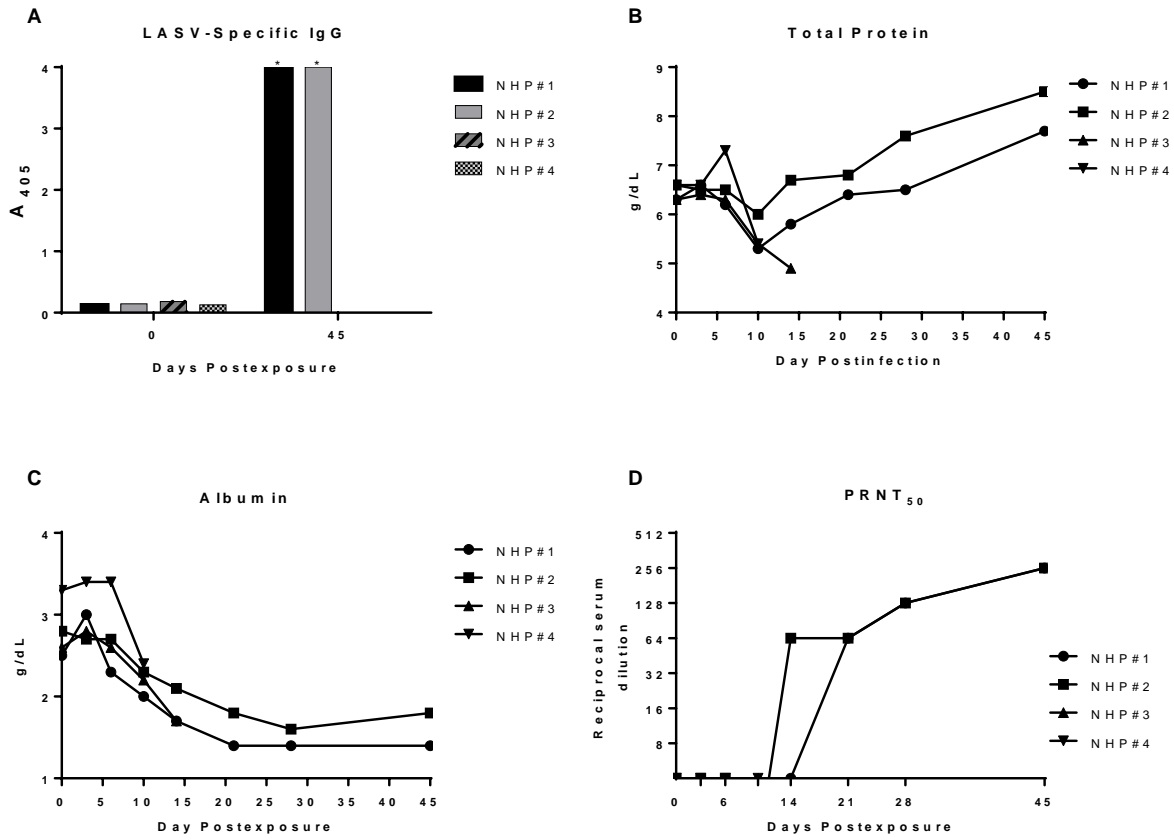 A
LASV-Specific IgG
4
3
2
1
0
A 405
* *
0 45
Days Postexposure
NHP#1
NHP#2
NHP#3
NHP#4
B
Total Protein
9
8
7
6
5
4
g/dL
0 5 10 15 20 25 30 35 40 45
Day Postinfection
NHP#1
NHP#2
NHP#3
NHP#4
C
Albumin
4
3
2
1
g/dL
0 5 10 15 20 25 30 35 40 45
Day Postexposure
NHP#1
NHP#2
NHP#3
NHP#4
D
PRNT50
512
256
128
64
32
16
8
Reciprocal serum
dilution
0 6 14 21 28 45
Days Postexposure
NHP#1
NHP#2
NHP#3
NHP#4